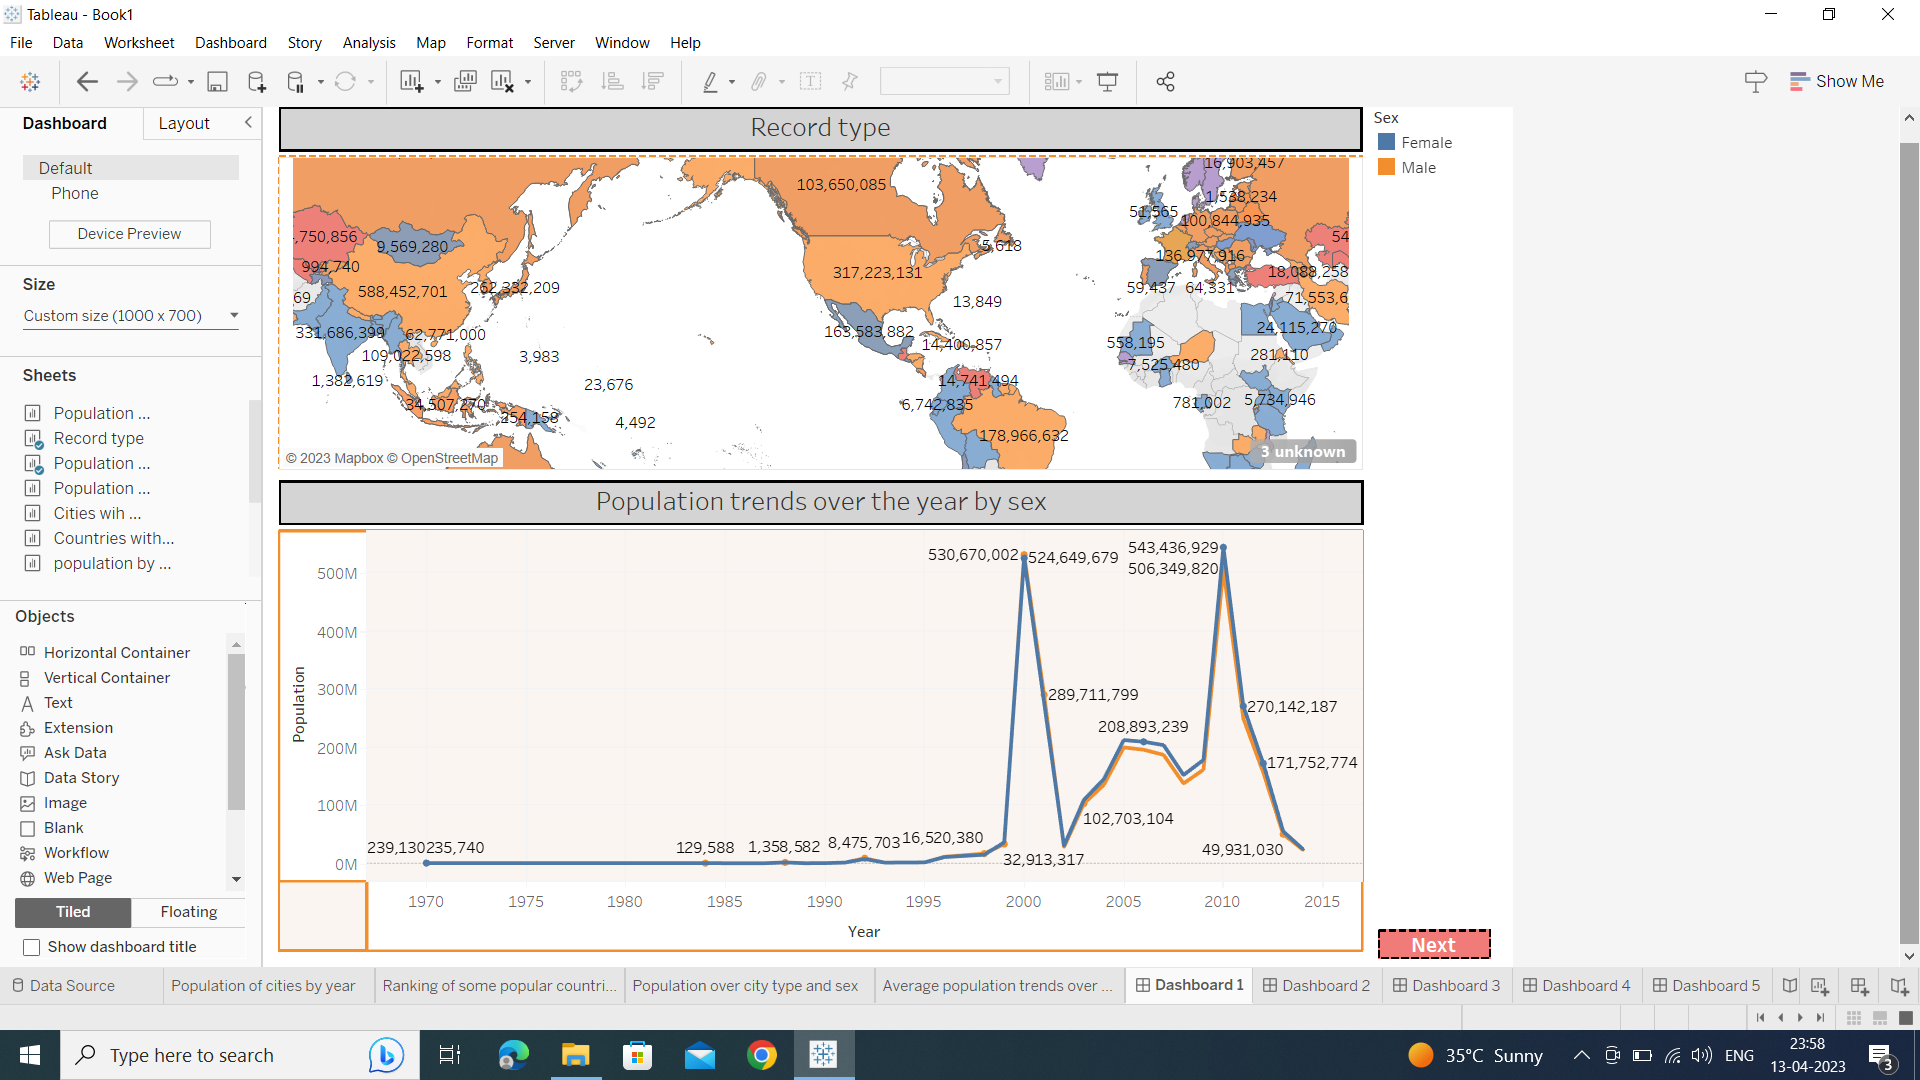 Tableau - Book1
File Data Worksheet Dashboard Story Analysis Map Format Server Window Help
Show Me
Dashboard Layout
Default
Phone
Device Preview
Size
Custom size (1000 x 700)
Sheets
Population ...
Record type
Population ...
Population ...
Cities wih ...
Countries with...
population by ...
Objects
Horizontal Container
Vertical Container
Text
Extension
Ask Data
Data Story
Image
Blank
Workflow
Web Page
Tiled Floating
Show dashboard title
Record type
16,903,457
103,650,085
1,538,234
51,565
100,844,935
,750,856
9,569,280
5,618
54
136,977,916
994,740
317,223,131
18,088,258
262,332,209
588,452,701
59,437
64,331
69
13,849
71,553,6
331,686,399
62,771,000
163,583,882
24,115,270
14,400,857
558,195
109,022,598
3,983
281,110
7,525,480
1,382,619
23,676
14,741,494
34,507,270
6,742,835
781,002
5,734,946
254,158
4,492
178,966,632
© 2023 Mapbox © OpenStreetMap
3 unknown
Sex
Female
Male
Population trends over the year by sex
Population
500M
400M
300M
200M
100M
0M
530,670,002
524,649,679
543,436,929
506,349,820
289,711,799
270,142,187
208,893,239
171,752,774
102,703,104
239,130
235,740
129,588
1,358,582
8,475,703
16,520,380
32,913,317
49,931,030
1970 1975 1980 1985 1990 1995 2000 2005 2010 2015
Year
Next
Data Source Population of cities by year Ranking of some popular countri... Population over city type and sex Average population trends over ... Dashboard 1 Dashboard 2 Dashboard 3 Dashboard 4 Dashboard 5
Type here to search
35°C Sunny
ENG
23:58
13-04-2023
3